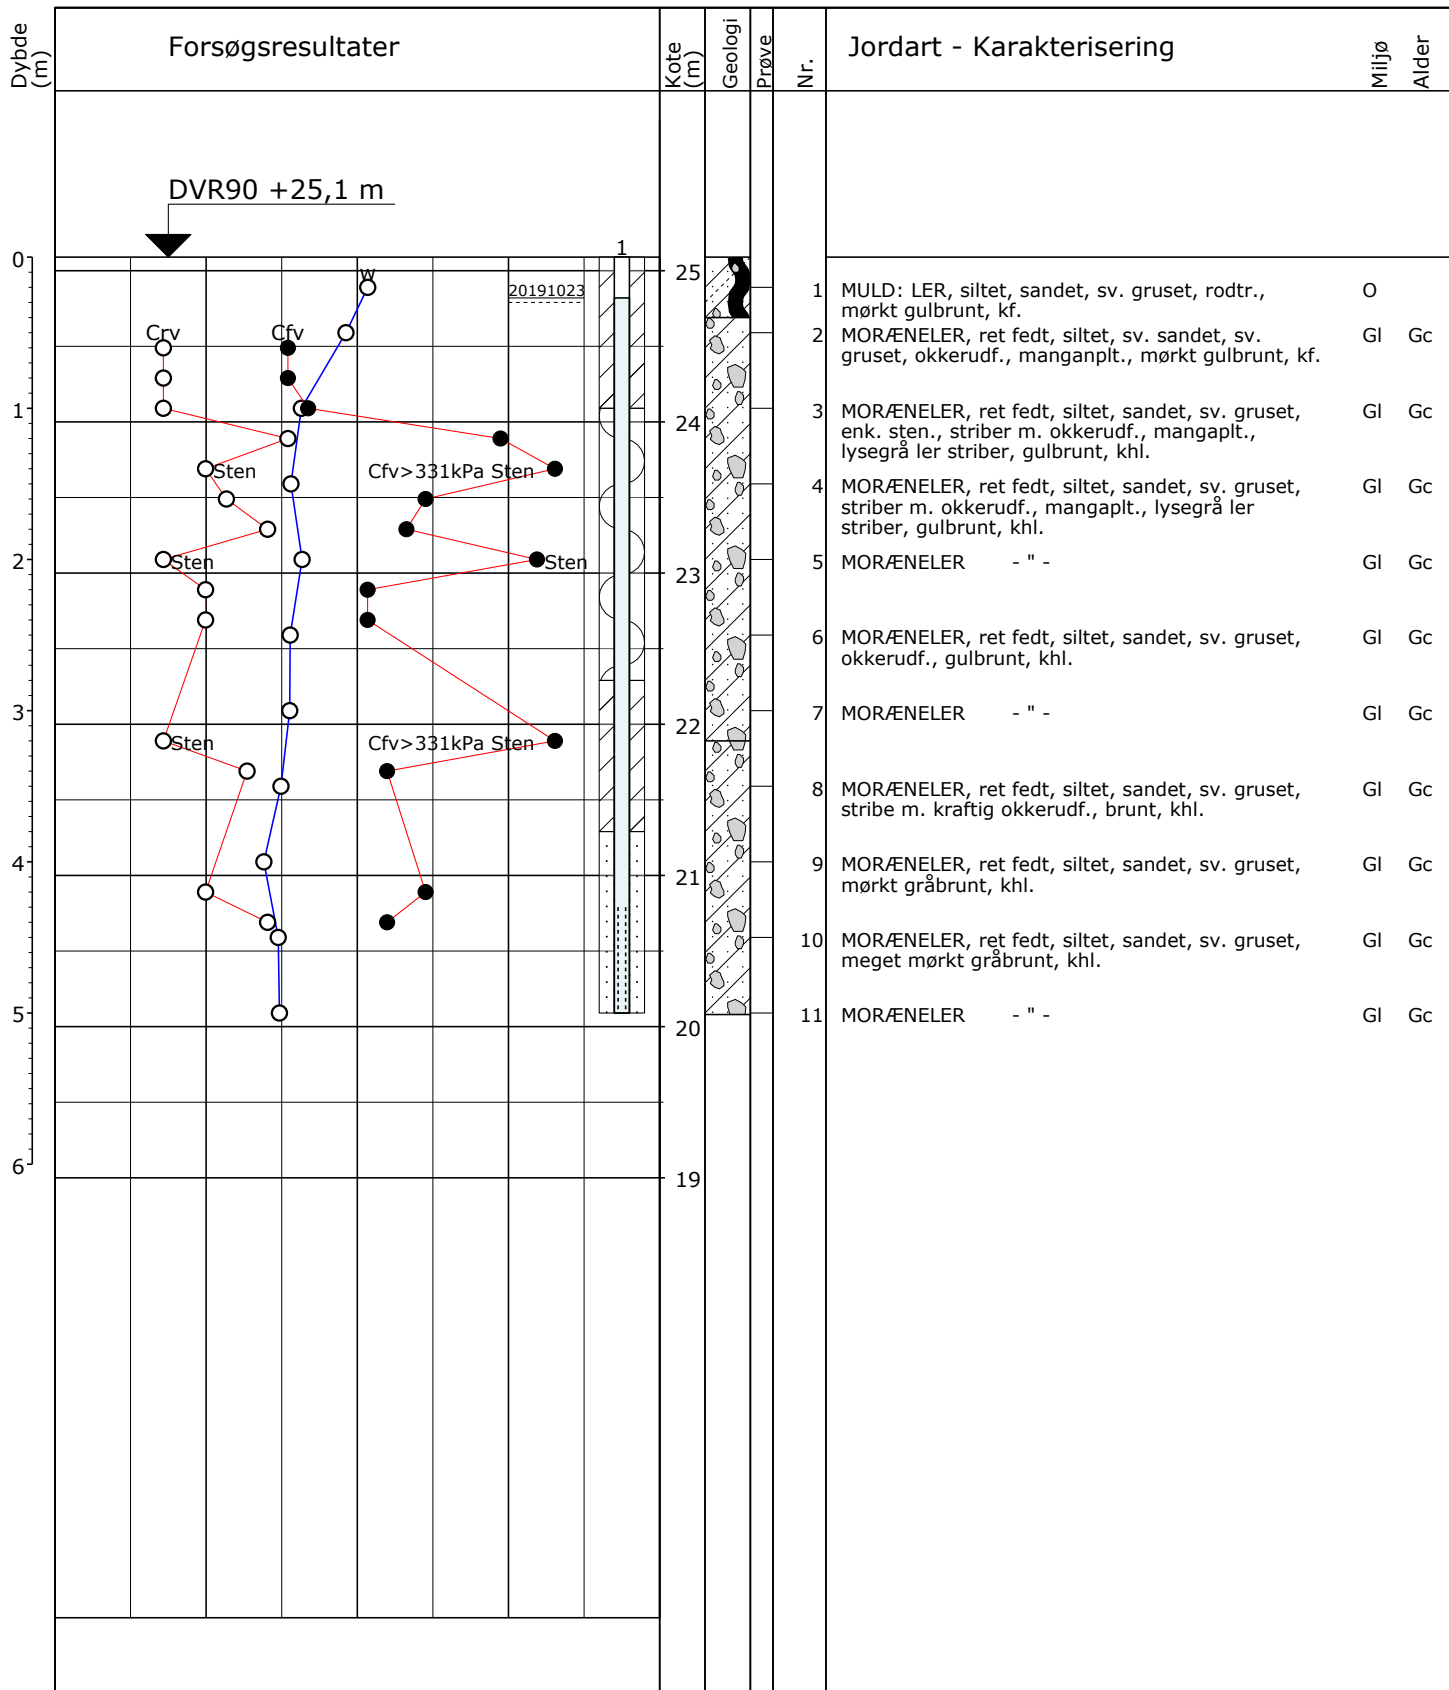 Dybde
(m)
Forsøgsresultater
Kote
(m)
Geologi
Prøve
Nr.
Jordart - Karakterisering
Miljø
Alder
DVR90 +25,1 m
0
1
2
3
4
5
6
W
20191023
1
Crv
Cfv
Sten
Cfv>331kPa Sten
Sten
Sten
Sten
Cfv>331kPa Sten
25
24
23
22
21
20
19
1 MULD: LER, siltet, sandet, sv. gruset, rodtr., O
mørkt gulbrunt, kf.
2 MORÆNELER, ret fedt, siltet, sv. sandet, sv. Gl Gc
gruset, okkerudf., manganplt., mørkt gulbrunt, kf.
3 MORÆNELER, ret fedt, siltet, sandet, sv. gruset, Gl Gc
enk. sten., striber m. okkerudf., mangaplt.,
lysegrå ler striber, gulbrunt, khl.
4 MORÆNELER, ret fedt, siltet, sandet, sv. gruset, Gl Gc
striber m. okkerudf., mangaplt., lysegrå ler
striber, gulbrunt, khl.
5 MORÆNELER - " - Gl Gc
6 MORÆNELER, ret fedt, siltet, sandet, sv. gruset, Gl Gc
okkerudf., gulbrunt, khl.
7 MORÆNELER - " - Gl Gc
8 MORÆNELER, ret fedt, siltet, sandet, sv. gruset, Gl Gc
stribe m. kraftig okkerudf., brunt, khl.
9 MORÆNELER, ret fedt, siltet, sandet, sv. gruset, Gl Gc
mørkt gråbrunt, khl.
10 MORÆNELER, ret fedt, siltet, sandet, sv. gruset, Gl Gc
meget mørkt gråbrunt, khl.
11 MORÆNELER - " - Gl Gc